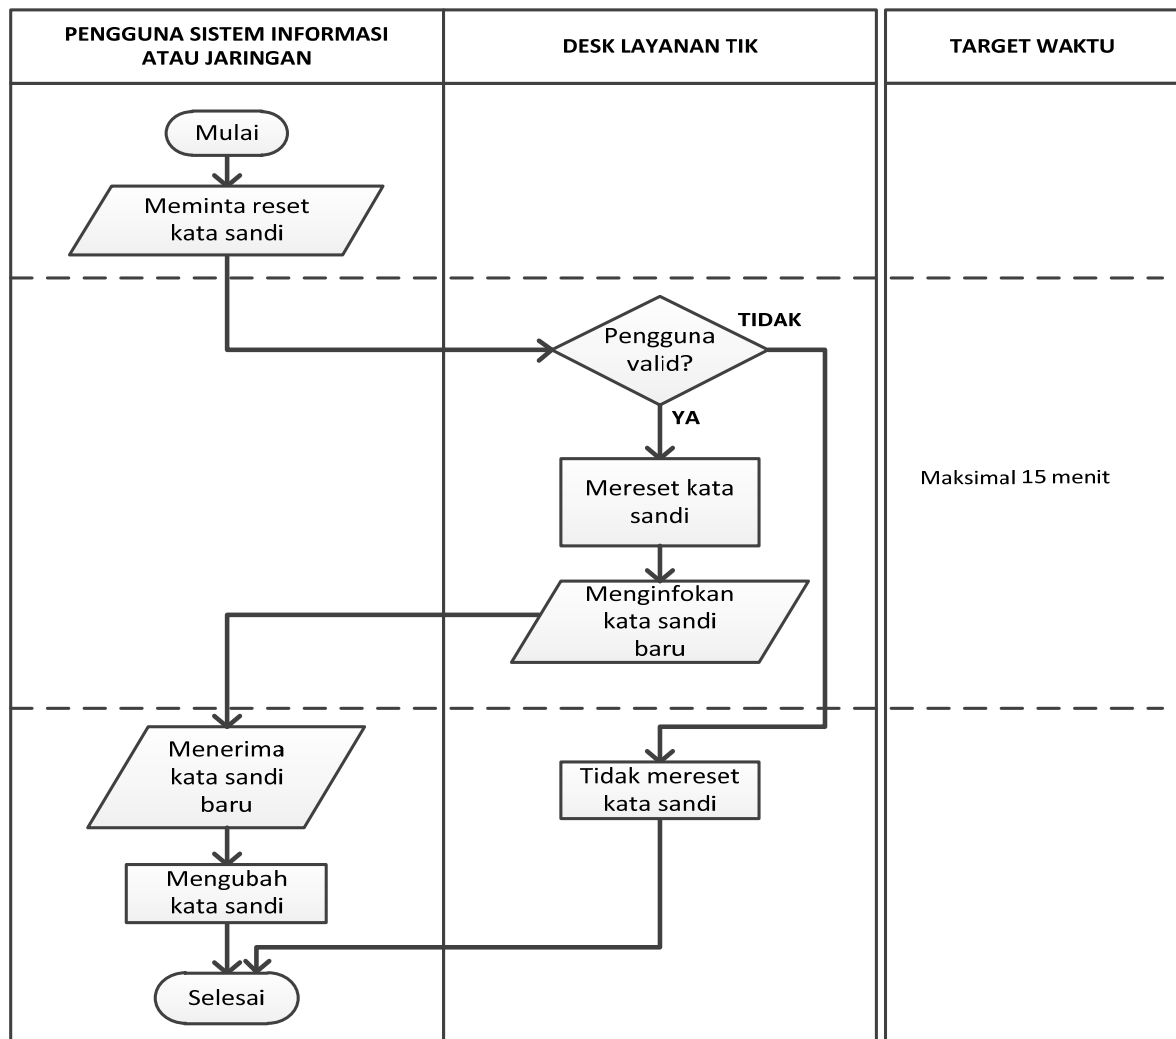 PENGGUNA SISTEM INFORMASI
ATAU JARINGAN
DESK LAYANAN TIK
TARGET WAKTU
Mulai
Meminta reset
kata sandi
Pengguna
valid?
TIDAK
YA
Mereset kata
sandi
Maksimal 15 menit
Menginfokan
kata sandi
baru
Menerima
kata sandi
baru
Tidak mereset
kata sandi
Mengubah
kata sandi
Selesai